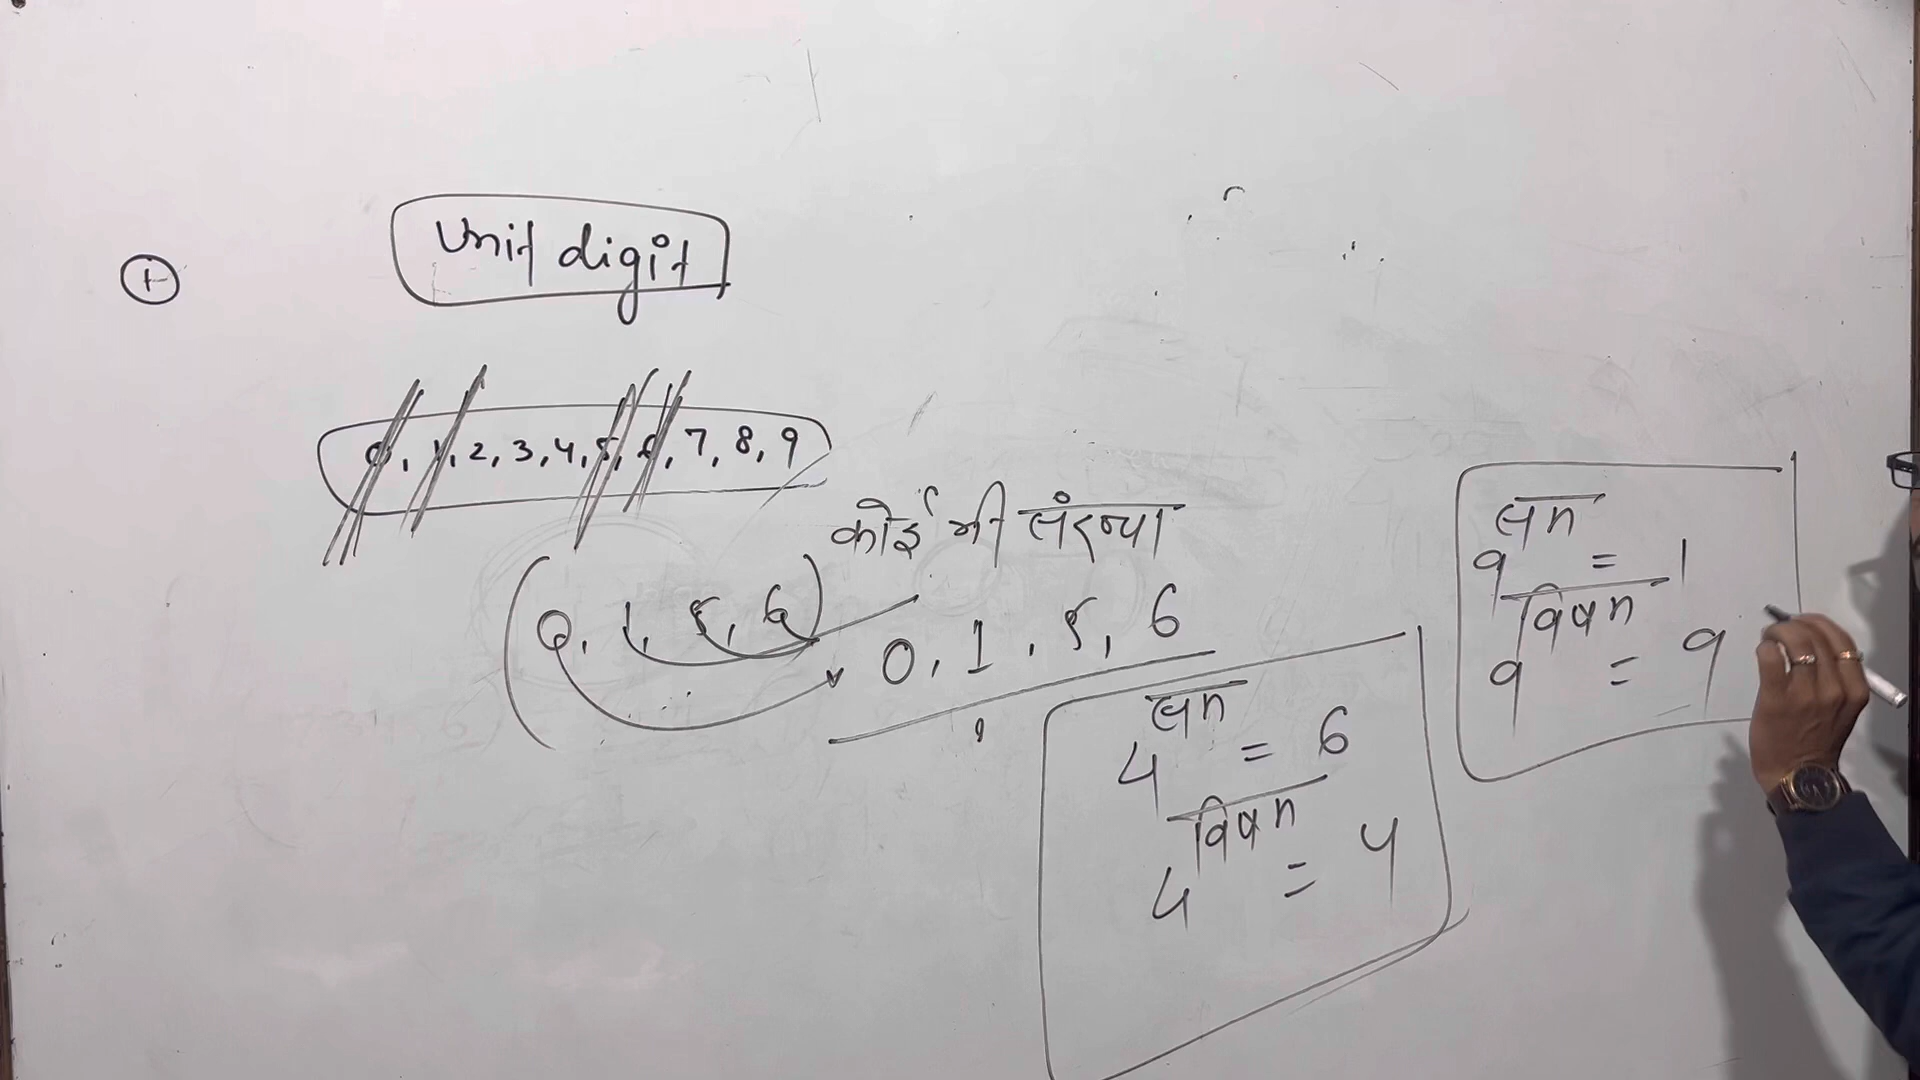 1
Unit digit
0, 1, 2, 3, 4, 5, 6, 7, 8, 9
कोई भी संख्या
(0, 1, 5, 6) 0, 1, 5, 6
सम
4 = 6
विषम
4 = 4
सम
9 = 1
विषम
9 = 9